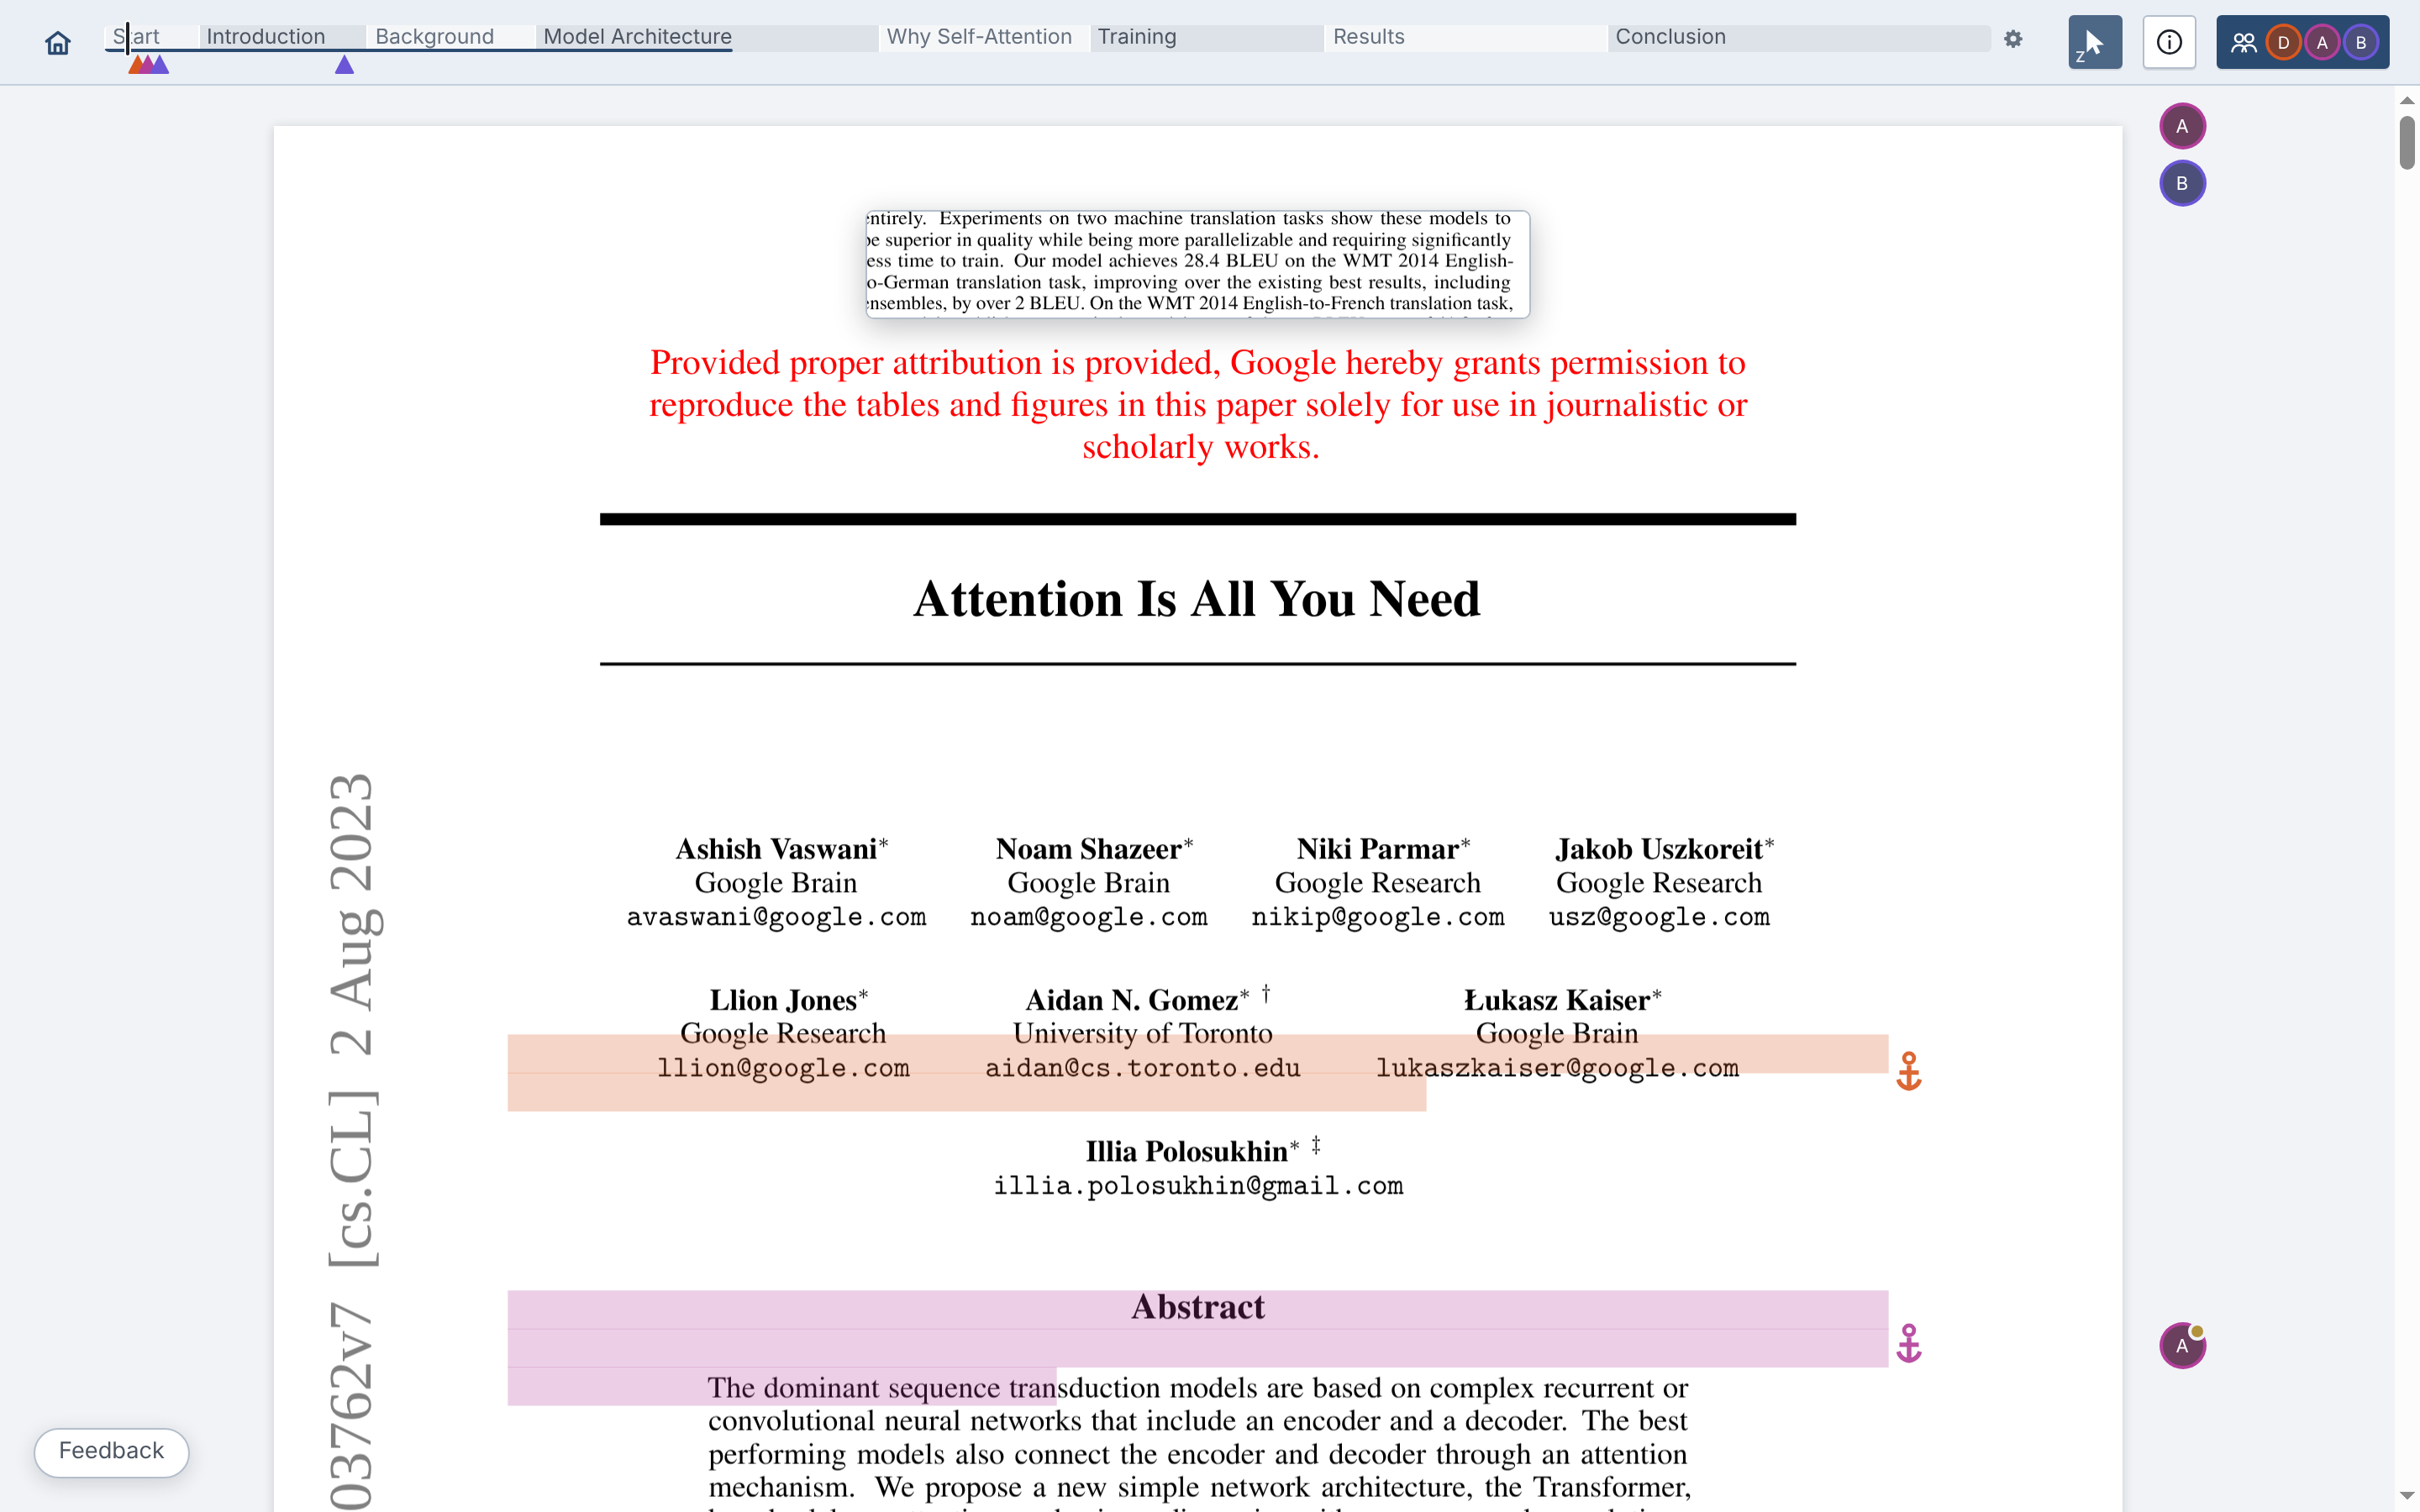 Start Introduction Background Model Architecture Why Self-Attention Training Results Conclusion
z
D A B
A
B
entirely. Experiments on two machine translation tasks show these models to
be superior in quality while being more parallelizable and requiring significantly
ess time to train. Our model achieves 28.4 BLEU on the WMT 2014 English-
o-German translation task, improving over the existing best results, including
ensembles, by over 2 BLEU. On the WMT 2014 English-to-French translation task,
Provided proper attribution is provided, Google hereby grants permission to
reproduce the tables and figures in this paper solely for use in journalistic or
scholarly works.
Attention Is All You Need
Ashish Vaswani* Noam Shazeer* Niki Parmar* Jakob Uszkoreit*
Google Brain Google Brain Google Research Google Research
avaswani@google.com noam@google.com nikip@google.com usz@google.com
Llion Jones* Aidan N. Gomez* † Łukasz Kaiser*
Google Research University of Toronto Google Brain
llion@google.com aidan@cs.toronto.edu lukaszkaiser@google.com
Illia Polosukhin* ‡
illia.polosukhin@gmail.com
Abstract
A
The dominant sequence transduction models are based on complex recurrent or
convolutional neural networks that include an encoder and a decoder. The best
performing models also connect the encoder and decoder through an attention
mechanism. We propose a new simple network architecture, the Transformer,
03762v7 [cs.CL] 2 Aug 2023
Feedback